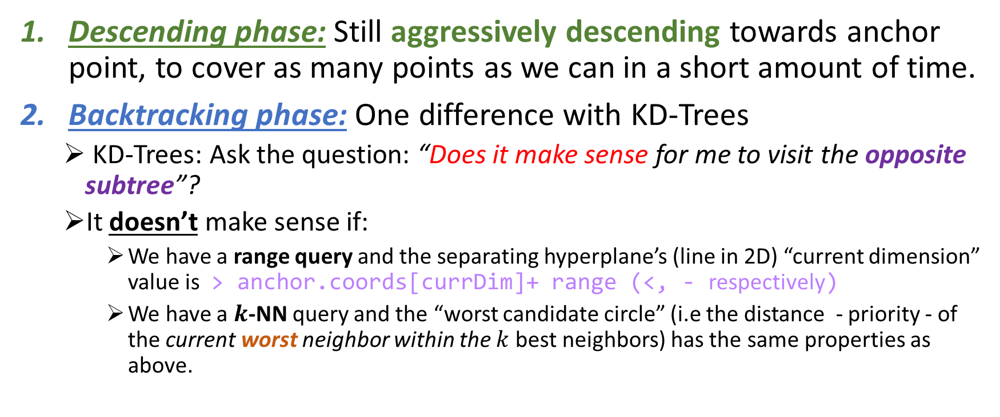 1. Descending phase: Still aggressively descending towards anchor
point, to cover as many points as we can in a short amount of time.
2. Backtracking phase: One difference with KD-Trees
➢ KD-Trees: Ask the question: “Does it make sense for me to visit the opposite
subtree”?
➢It doesn’t make sense if:
➢ We have a range query and the separating hyperplane’s (line in 2D) “current dimension”
value is > anchor.coords[currDim]+ range (<, - respectively)
➢ We have a 𝒌-NN query and the “worst candidate circle” (i.e the distance - priority - of
the current worst neighbor within the 𝑘 best neighbors) has the same properties as
above.